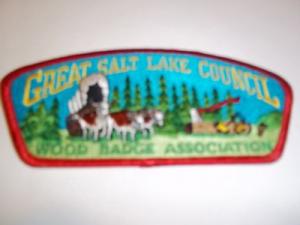 GREAT SALT LAKE COUNCIL
WOOD BADGE ASSOCIATION